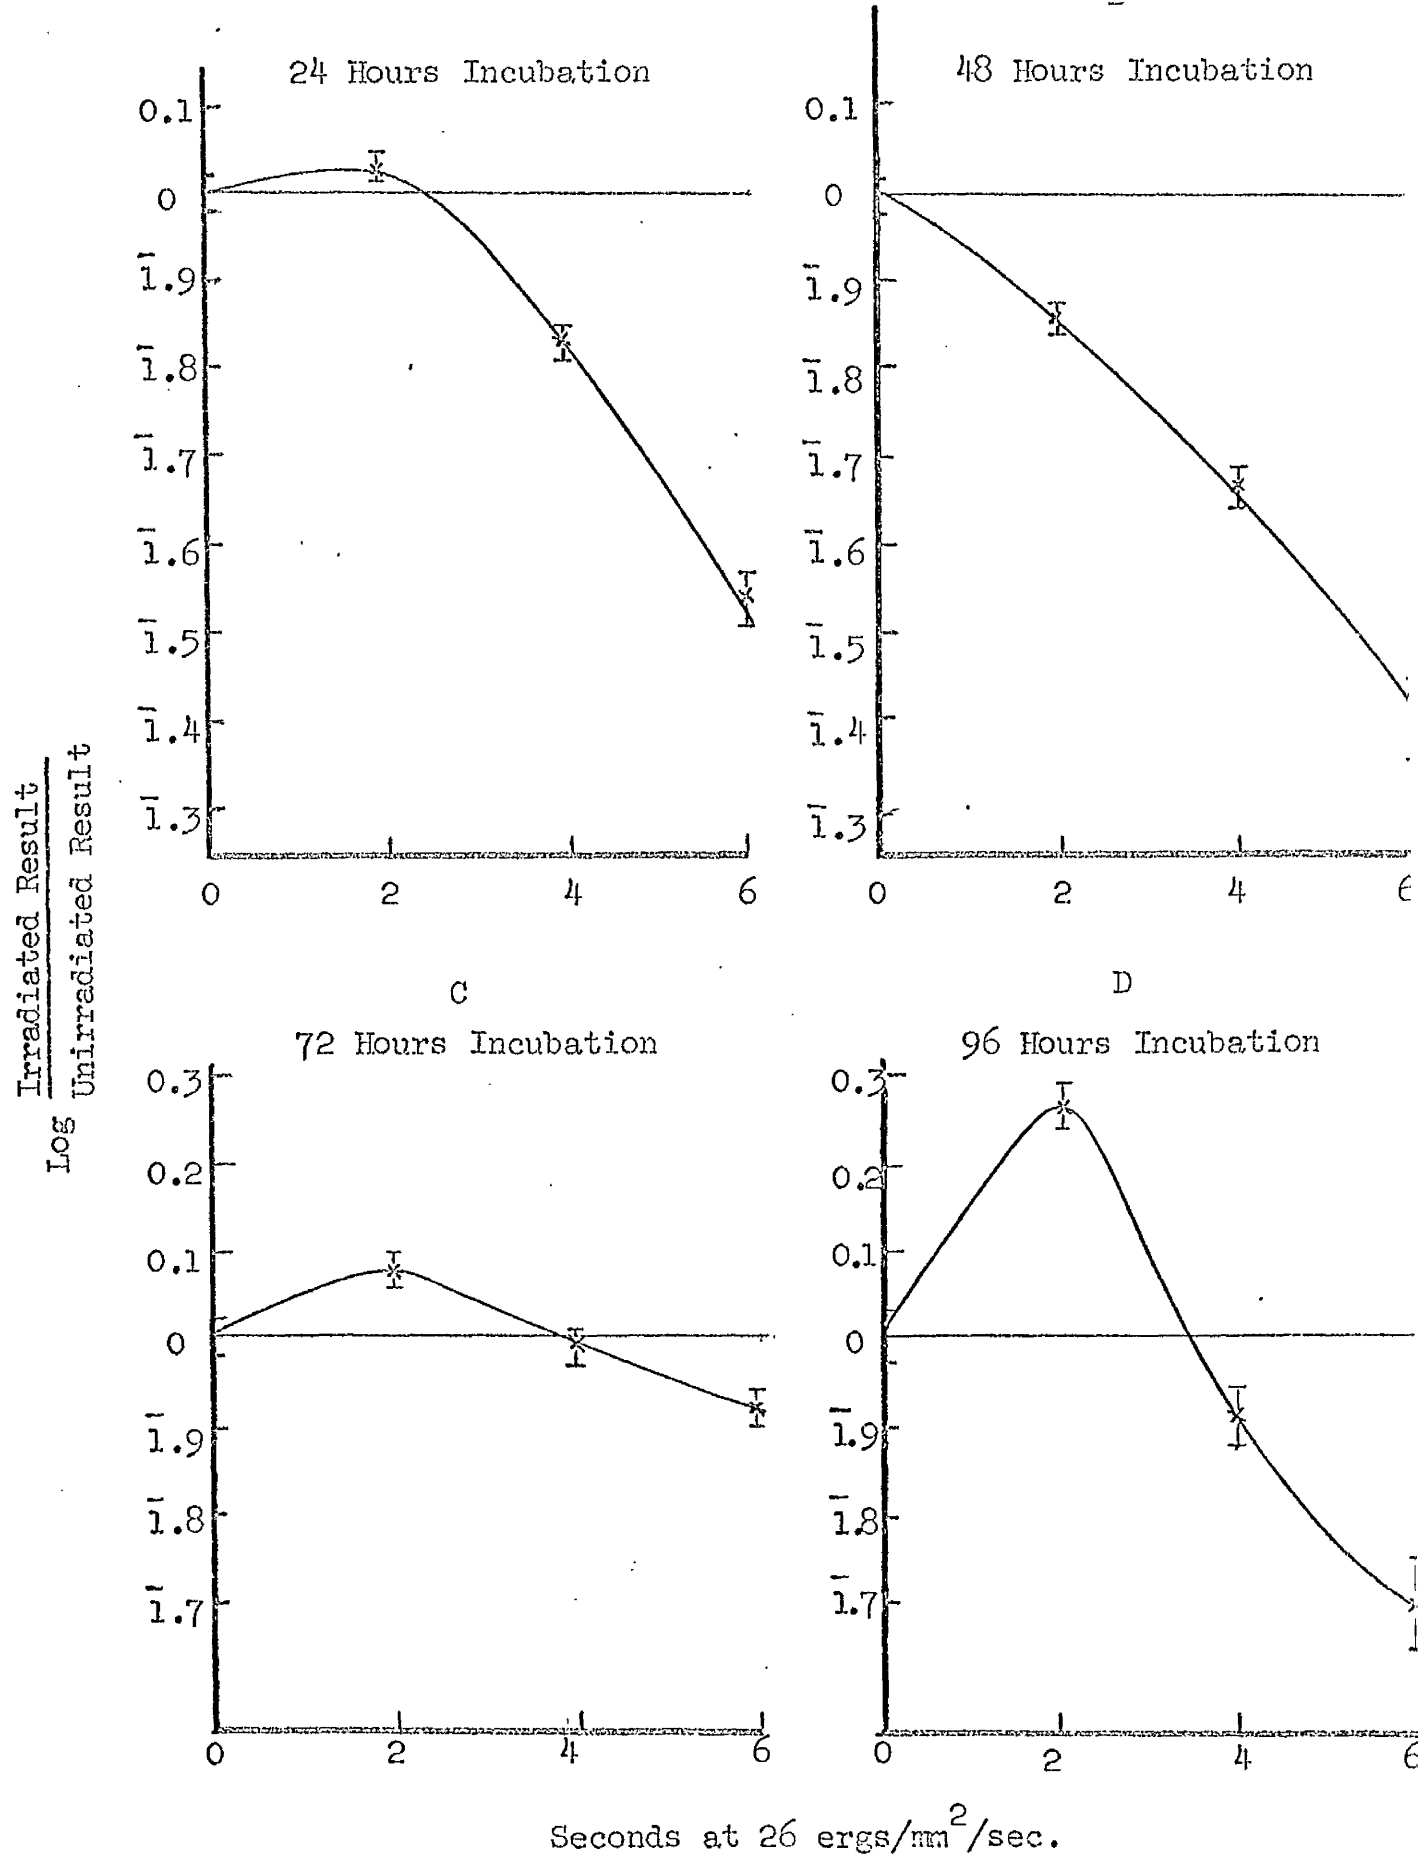 24 Hours Incubation
0.1
0
1̄.9
1̄.8
1̄.7
1̄.6
1̄.5
1̄.4
1̄.3
0 2 4 6
48 Hours Incubation
0.1
0
1̄.9
1̄.8
1̄.7
1̄.6
1̄.5
1̄.4
1̄.3
0 2 4
Log Irradiated Result
Unirradiated Result
C
72 Hours Incubation
0.3
0.2
0.1
0
1̄.9
1̄.8
1̄.7
0 2 4 6
D
96 Hours Incubation
0.3
0.2
0.1
0
1̄.9
1̄.8
1̄.7
0 2 4 6
Seconds at 26 ergs/mm²/sec.